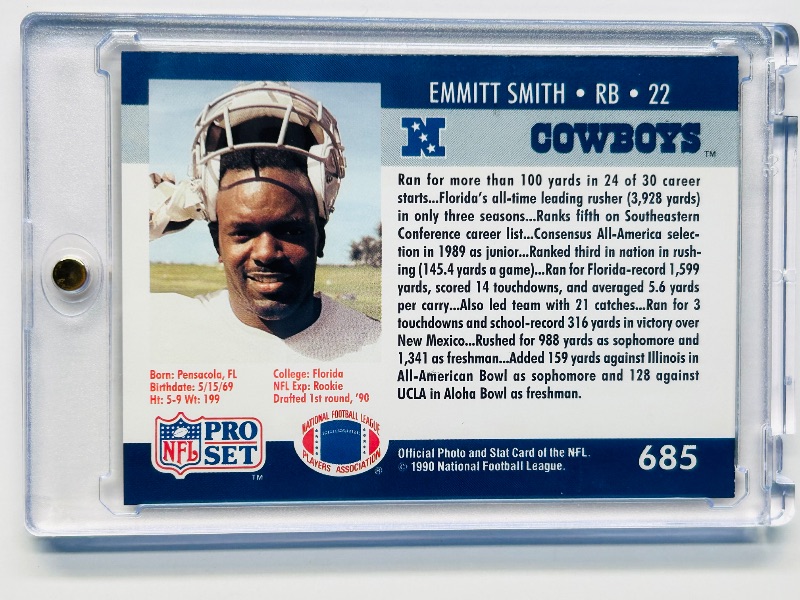 EMMITT SMITH • RB • 22
N
COWBOYS™
Ran for more than 100 yards in 24 of 30 career
starts...Florida's all-time leading rusher (3,928 yards)
in only three seasons...Ranks fifth on Southeastern
Conference career list...Consensus All-America selec-
tion in 1989 as junior...Ranked third in nation in rush-
ing (145.4 yards a game)...Ran for Florida-record 1,599
yards, scored 14 touchdowns, and averaged 5.6 yards
per carry...Also led team with 21 catches...Ran for 3
touchdowns and school-record 316 yards in victory over
New Mexico...Rushed for 988 yards as sophomore and
1,341 as freshman...Added 159 yards against Illinois in
All-American Bowl as sophomore and 128 against
UCLA in Aloha Bowl as freshman.
Born: Pensacola, FL
Birthdate: 5/15/69
Ht: 5-9 Wt: 199
College: Florida
NFL Exp: Rookie
Drafted 1st round, '90
NFL
PRO
SET™
NATIONAL FOOTBALL LEAGUE
PLAYERS ASSOCIATION®
Official Photo and Stat Card of the NFL.
© 1990 National Football League.
685